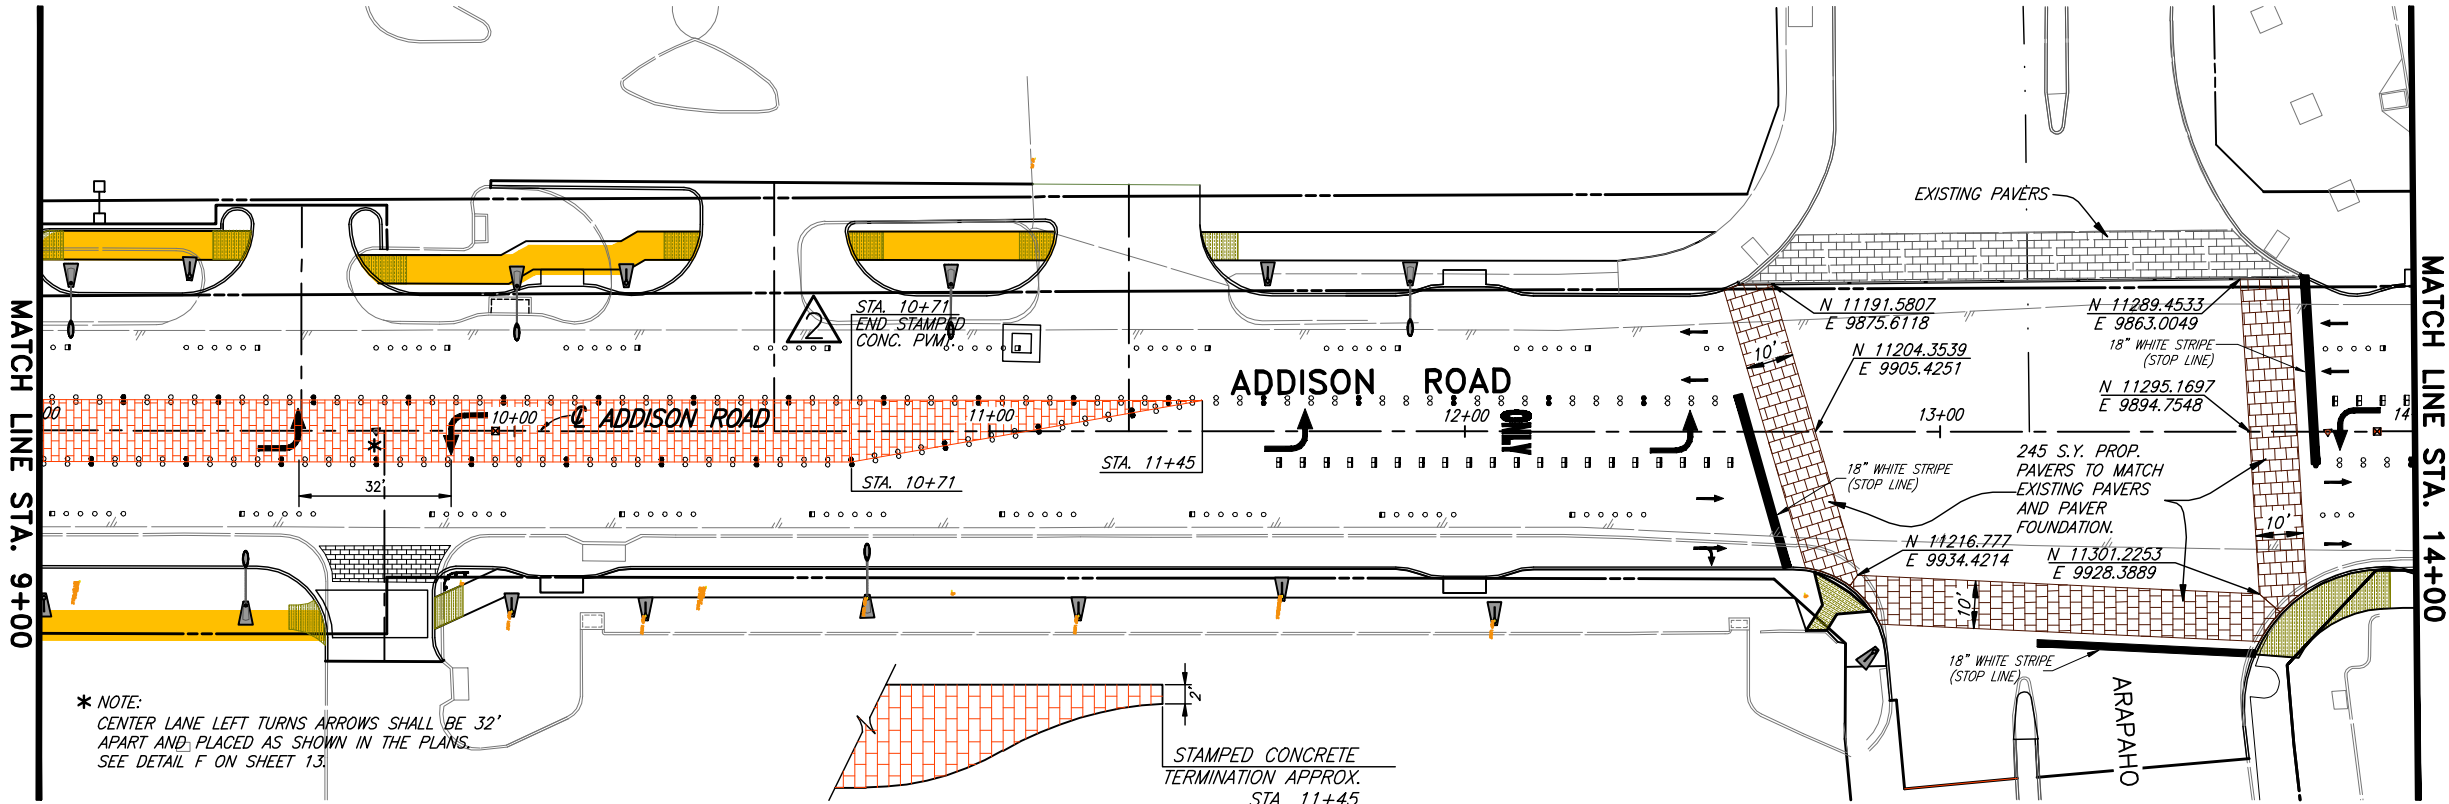 MATCH LINE STA. 9+00
EXISTING PAVERS
2
STA. 10+71
END STAMPED
CONC. PVMT.
N 11191.5807
E 9875.6118
N 11289.4533
E 9863.0049
18" WHITE STRIPE
(STOP LINE)
10'
N 11204.3539
E 9905.4251
N 11295.1697
E 9894.7548
ADDISON ROAD
00
10+00
℄ ADDISON ROAD
11+00
12+00
ONLY
13+00
14
*
32'
STA. 10+71
STA. 11+45
18" WHITE STRIPE
(STOP LINE)
245 S.Y. PROP.
PAVERS TO MATCH
EXISTING PAVERS
AND PAVER
FOUNDATION.
10'
N 11216.777
E 9934.4214
N 11301.2253
E 9928.3889
10'
18" WHITE STRIPE
(STOP LINE)
ARAPAHO
* NOTE:
CENTER LANE LEFT TURNS ARROWS SHALL BE 32'
APART AND PLACED AS SHOWN IN THE PLANS.
SEE DETAIL F ON SHEET 13.
2'
STAMPED CONCRETE
TERMINATION APPROX.
STA. 11+45
MATCH LINE STA. 14+00